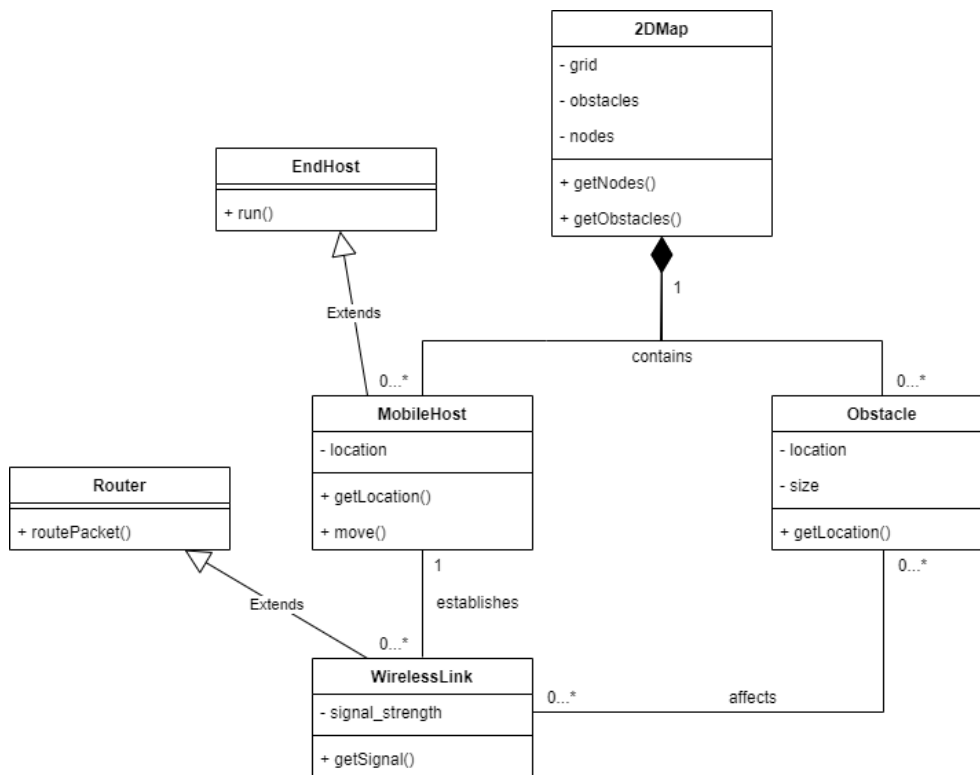 2DMap
- grid
- obstacles
- nodes
+ getNodes()
+ getObstacles()
EndHost
+ run()
1
Extends
contains
0...*
0...*
MobileHost
- location
+ getLocation()
+ move()
Obstacle
- location
- size
+ getLocation()
Router
+ routePacket()
1
0...*
Extends
establishes
0...*
WirelessLink
- signal_strength
+ getSignal()
0...*
affects